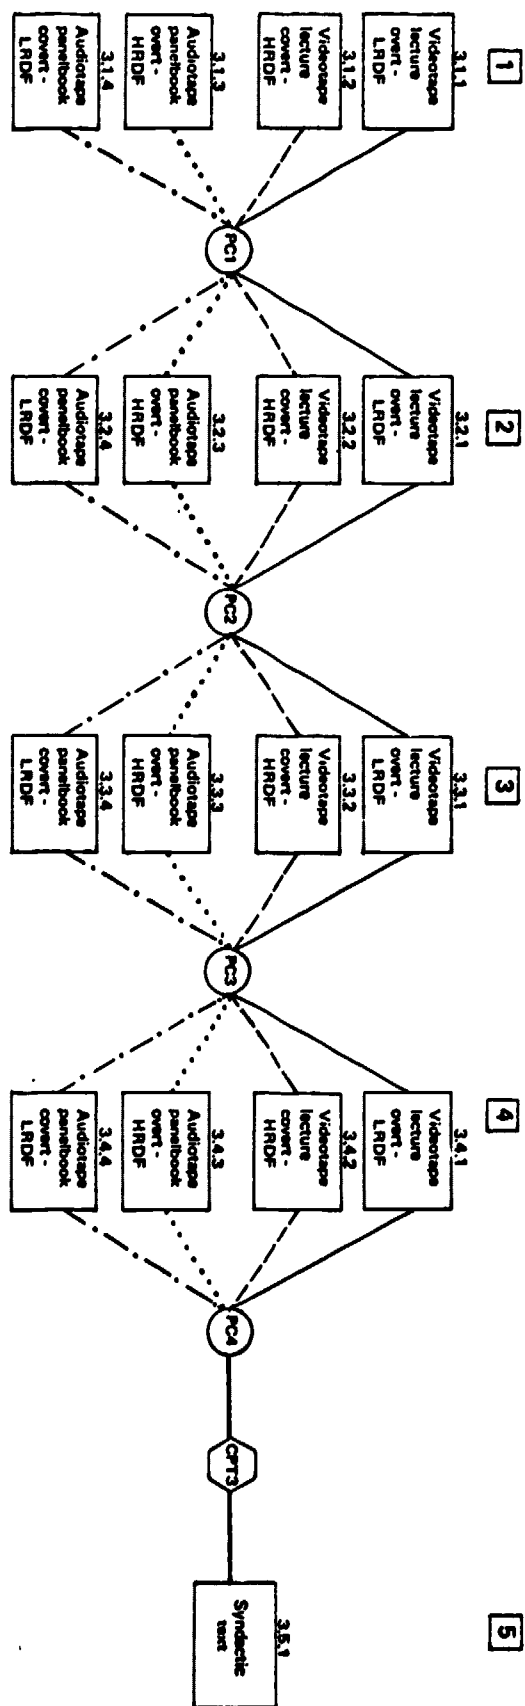 1
3.1.1
Videotape
lecture
overt -
LRDF
3.1.2
Videotape
lecture
covert -
HRDF
3.1.3
Audiotape
panelbook
overt -
HRDF
3.1.4
Audiotape
panelbook
covert -
LRDF
PC1
2
3.2.1
Videotape
lecture
overt -
LRDF
3.2.2
Videotape
lecture
covert -
HRDF
3.2.3
Audiotape
panelbook
overt -
HRDF
3.2.4
Audiotape
panelbook
covert -
LRDF
PC2
3
3.3.1
Videotape
lecture
overt -
LRDF
3.3.2
Videotape
lecture
covert -
HRDF
3.3.3
Audiotape
panelbook
overt -
HRDF
3.3.4
Audiotape
panelbook
covert -
LRDF
PC3
4
3.4.1
Videotape
lecture
overt -
LRDF
3.4.2
Videotape
lecture
covert -
HRDF
3.4.3
Audiotape
panelbook
overt -
HRDF
3.4.4
Audiotape
panelbook
covert -
LRDF
PC4
CPT3
5
3.5.1
Syndactic
text